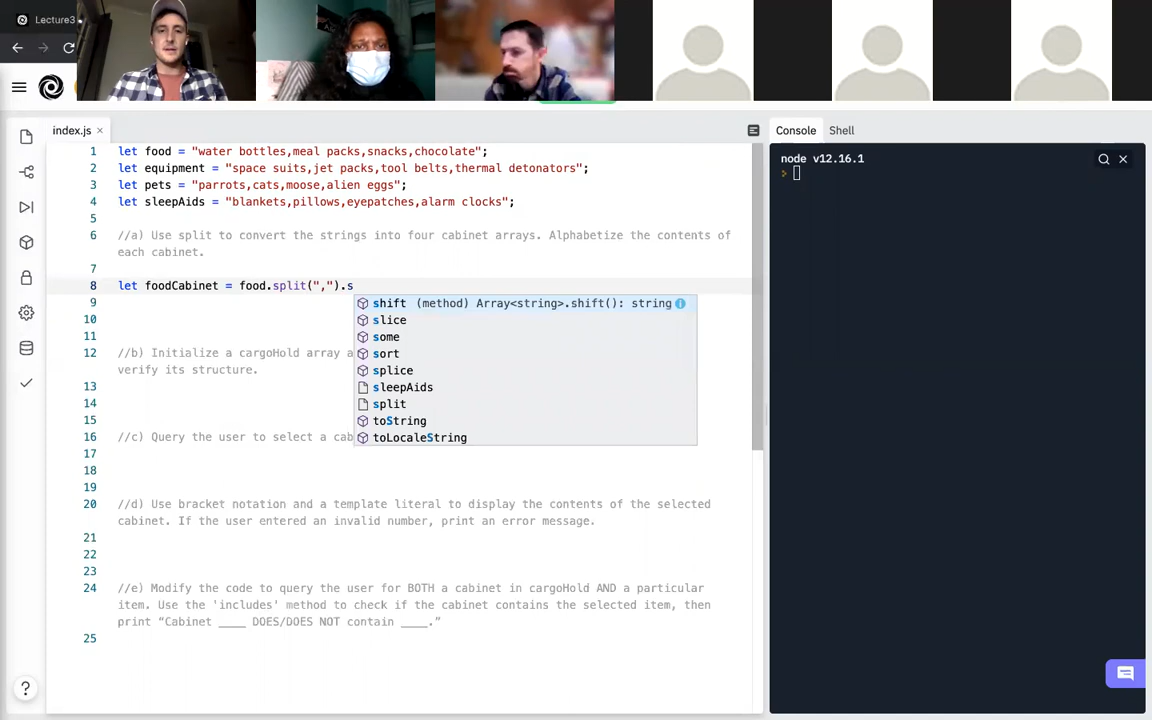 Lecture3
index.js ×
Console
Shell
1 let food = "water bottles,meal packs,snacks,chocolate";
2 let equipment = "space suits,jet packs,tool belts,thermal detonators";
3 let pets = "parrots,cats,moose,alien eggs";
4 let sleepAids = "blankets,pillows,eyepatches,alarm clocks";
5
6 //a) Use split to convert the strings into four cabinet arrays. Alphabetize the contents of
each cabinet.
7
8 let foodCabinet = food.split(",").s
9
shift (method) Array<string>.shift(): string
10
slice
11
some
12 //b) Initialize a cargoHold array a
sort
verify its structure.
splice
13
sleepAids
14
split
15
toString
16 //c) Query the user to select a cab
toLocaleString
17
18
19
20 //d) Use bracket notation and a template literal to display the contents of the selected
cabinet. If the user entered an invalid number, print an error message.
21
22
23
24 //e) Modify the code to query the user for BOTH a cabinet in cargoHold AND a particular
item. Use the 'includes' method to check if the cabinet contains the selected item, then
print “Cabinet ____ DOES/DOES NOT contain ____.”
25
node v12.16.1
>
?